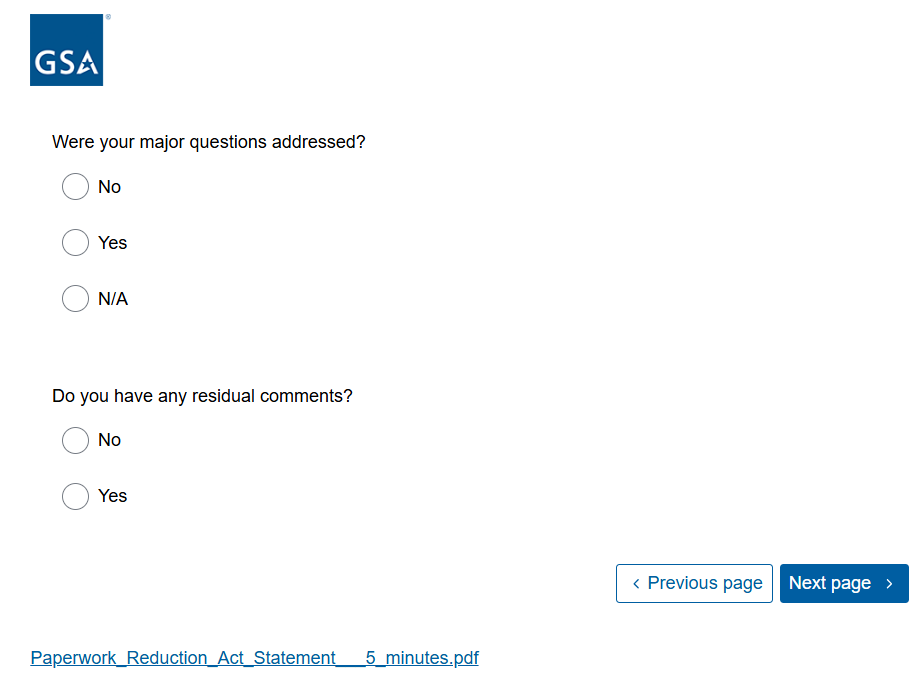 GSA
®
Were your major questions addressed?
No
Yes
N/A
Do you have any residual comments?
No
Yes
‹ Previous page
Next page ›
Paperwork_Reduction_Act_Statement___5_minutes.pdf